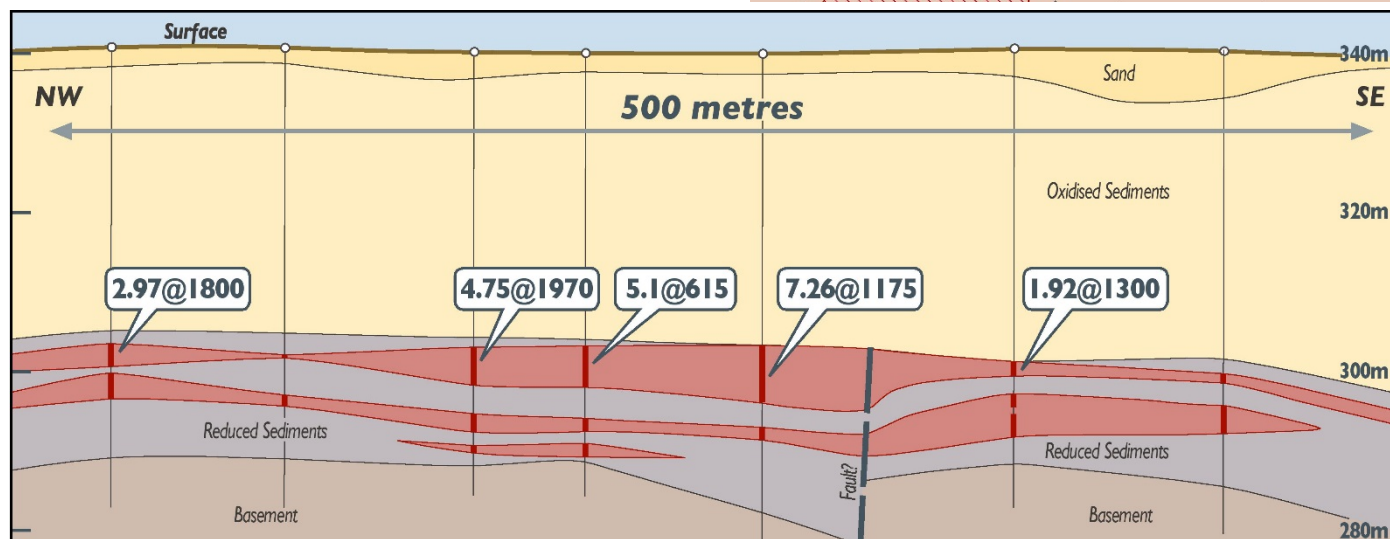 Surface
340m
Sand
NW
SE
500 metres
Oxidised Sediments
320m
2.97@1800
4.75@1970
5.1@615
7.26@1175
1.92@1300
300m
Reduced Sediments
Reduced Sediments
Fault?
Basement
Basement
280m